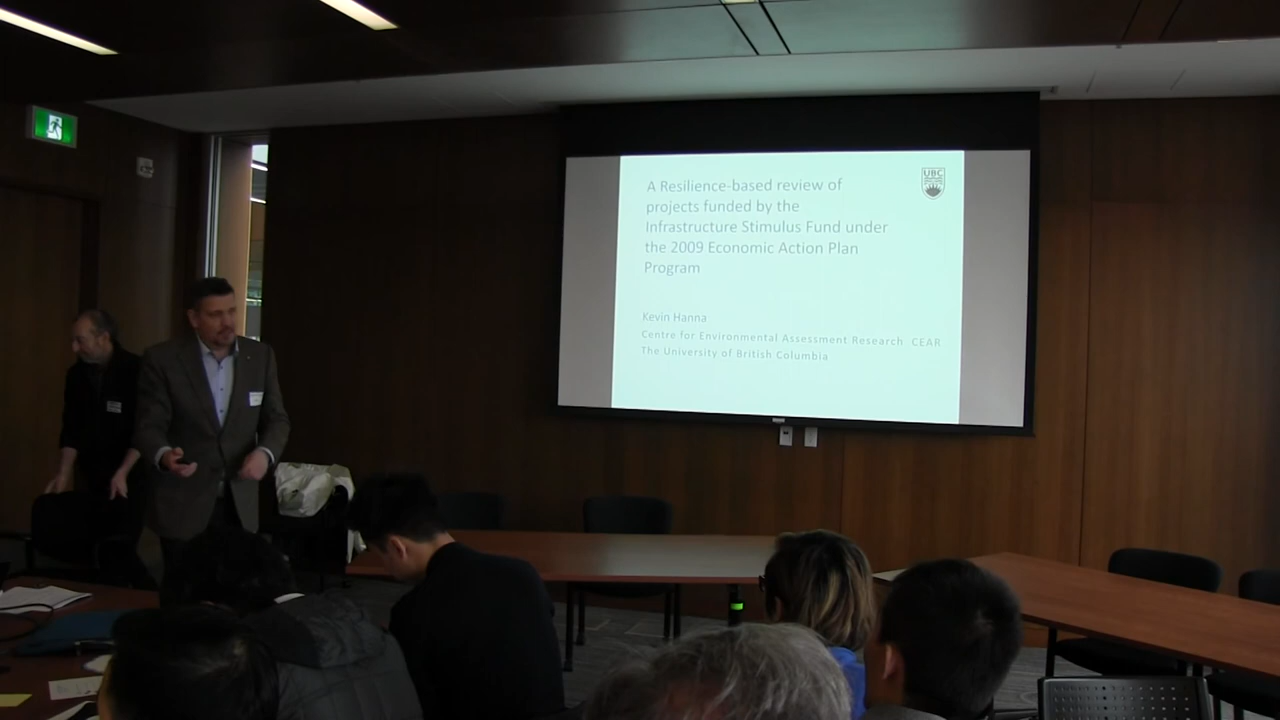 UBC
A Resilience-based review of
projects funded by the
Infrastructure Stimulus Fund under
the 2009 Economic Action Plan
Program
Kevin Hanna
Centre for Environmental Assessment Research CEAR
The University of British Columbia